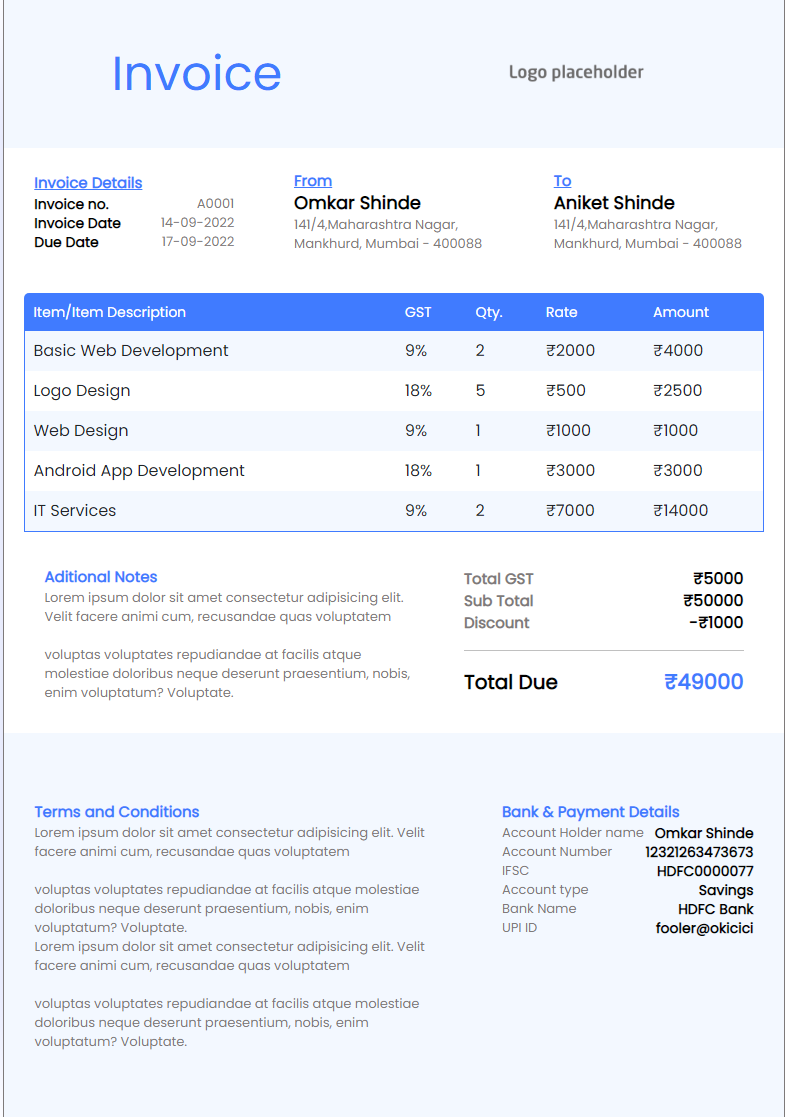 Invoice
Logo placeholder
Invoice Details
Invoice no. A0001
Invoice Date 14-09-2022
Due Date 17-09-2022
From
Omkar Shinde
141/4,Maharashtra Nagar,
Mankhurd, Mumbai - 400088
To
Aniket Shinde
141/4,Maharashtra Nagar,
Mankhurd, Mumbai - 400088
Item/Item Description GST Qty. Rate Amount
Basic Web Development 9% 2 ₹2000 ₹4000
Logo Design 18% 5 ₹500 ₹2500
Web Design 9% 1 ₹1000 ₹1000
Android App Development 18% 1 ₹3000 ₹3000
IT Services 9% 2 ₹7000 ₹14000
Aditional Notes
Lorem ipsum dolor sit amet consectetur adipisicing elit.
Velit facere animi cum, recusandae quas voluptatem
voluptas voluptates repudiandae at facilis atque
molestiae doloribus neque deserunt praesentium, nobis,
enim voluptatum? Voluptate.
Total GST ₹5000
Sub Total ₹50000
Discount -₹1000
Total Due ₹49000
Terms and Conditions
Lorem ipsum dolor sit amet consectetur adipisicing elit. Velit
facere animi cum, recusandae quas voluptatem
voluptas voluptates repudiandae at facilis atque molestiae
doloribus neque deserunt praesentium, nobis, enim
voluptatum? Voluptate.
Lorem ipsum dolor sit amet consectetur adipisicing elit. Velit
facere animi cum, recusandae quas voluptatem
voluptas voluptates repudiandae at facilis atque molestiae
doloribus neque deserunt praesentium, nobis, enim
voluptatum? Voluptate.
Bank & Payment Details
Account Holder name Omkar Shinde
Account Number 12321263473673
IFSC HDFC0000077
Account type Savings
Bank Name HDFC Bank
UPI ID fooler@okicici